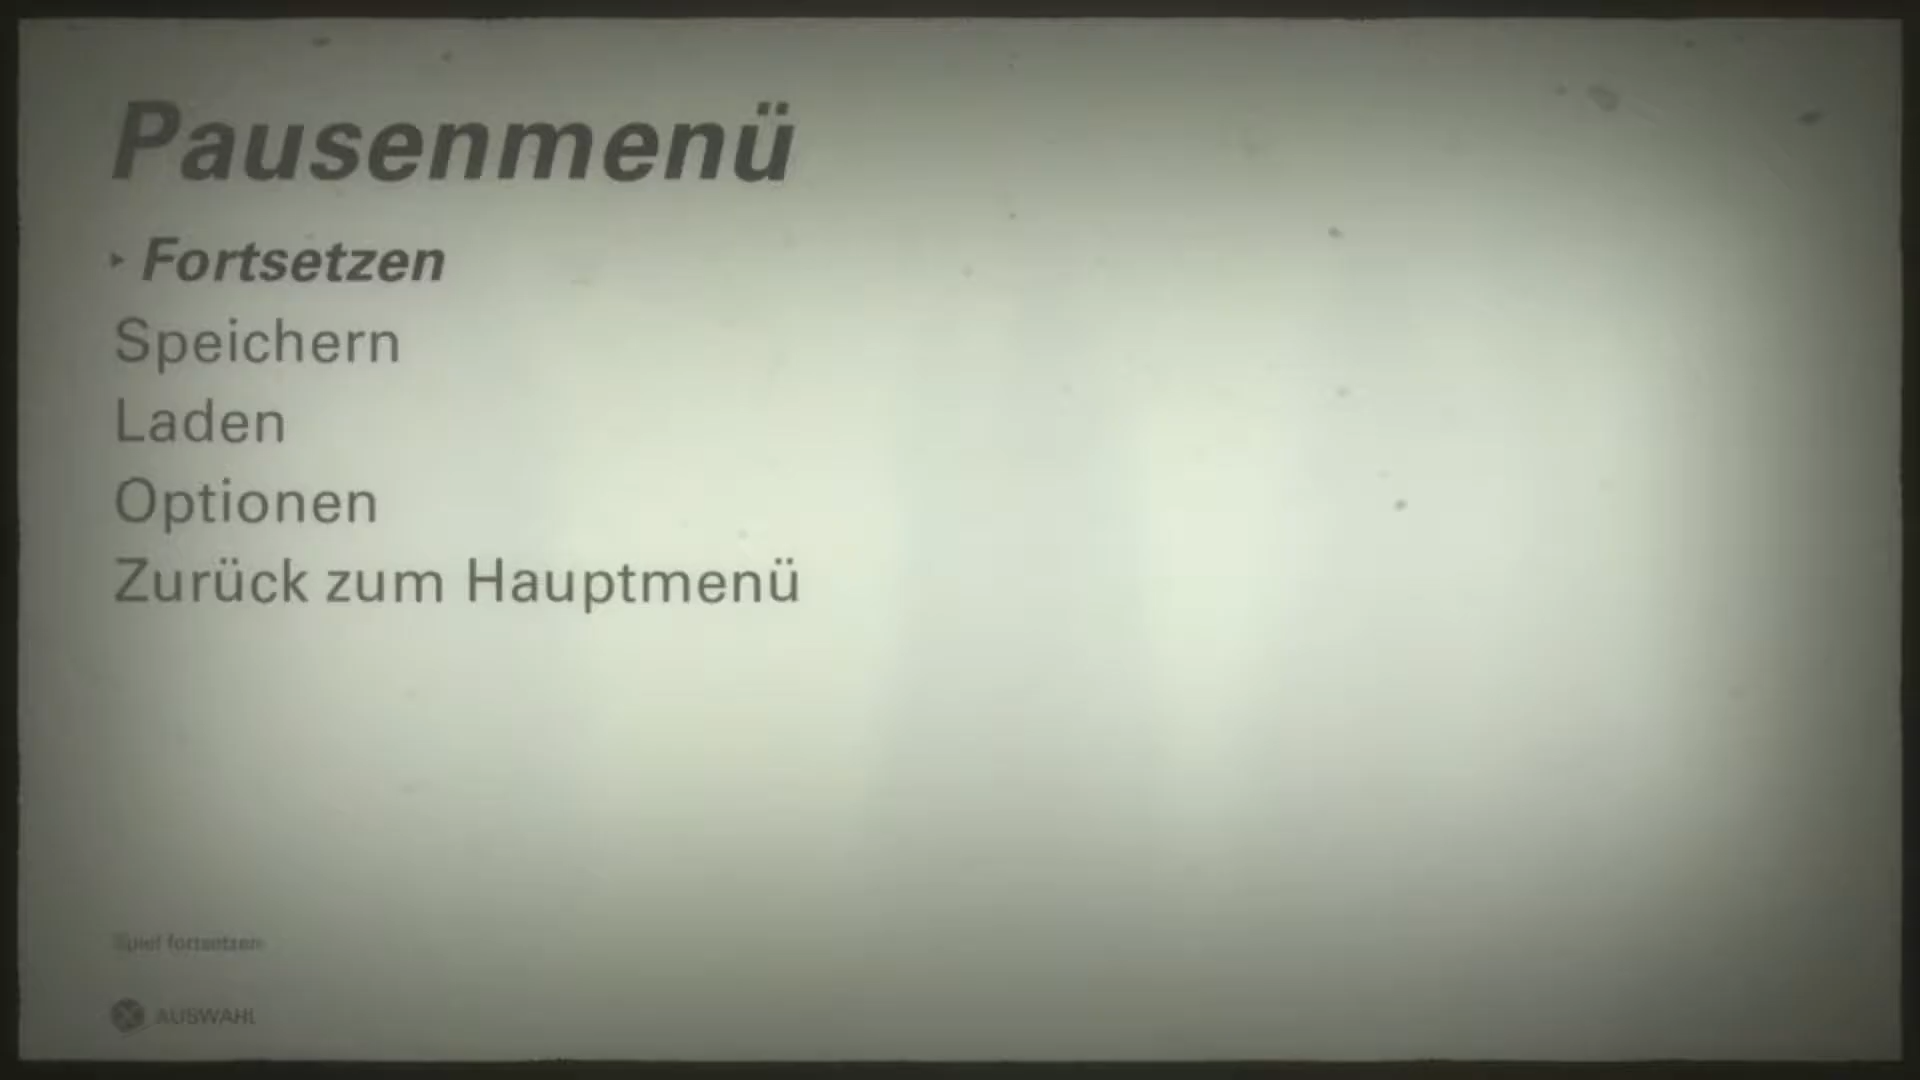 Pausenmenü
Fortsetzen
Speichern
Laden
Optionen
Zurück zum Hauptmenü
Spiel fortsetzen
AUSWAHL